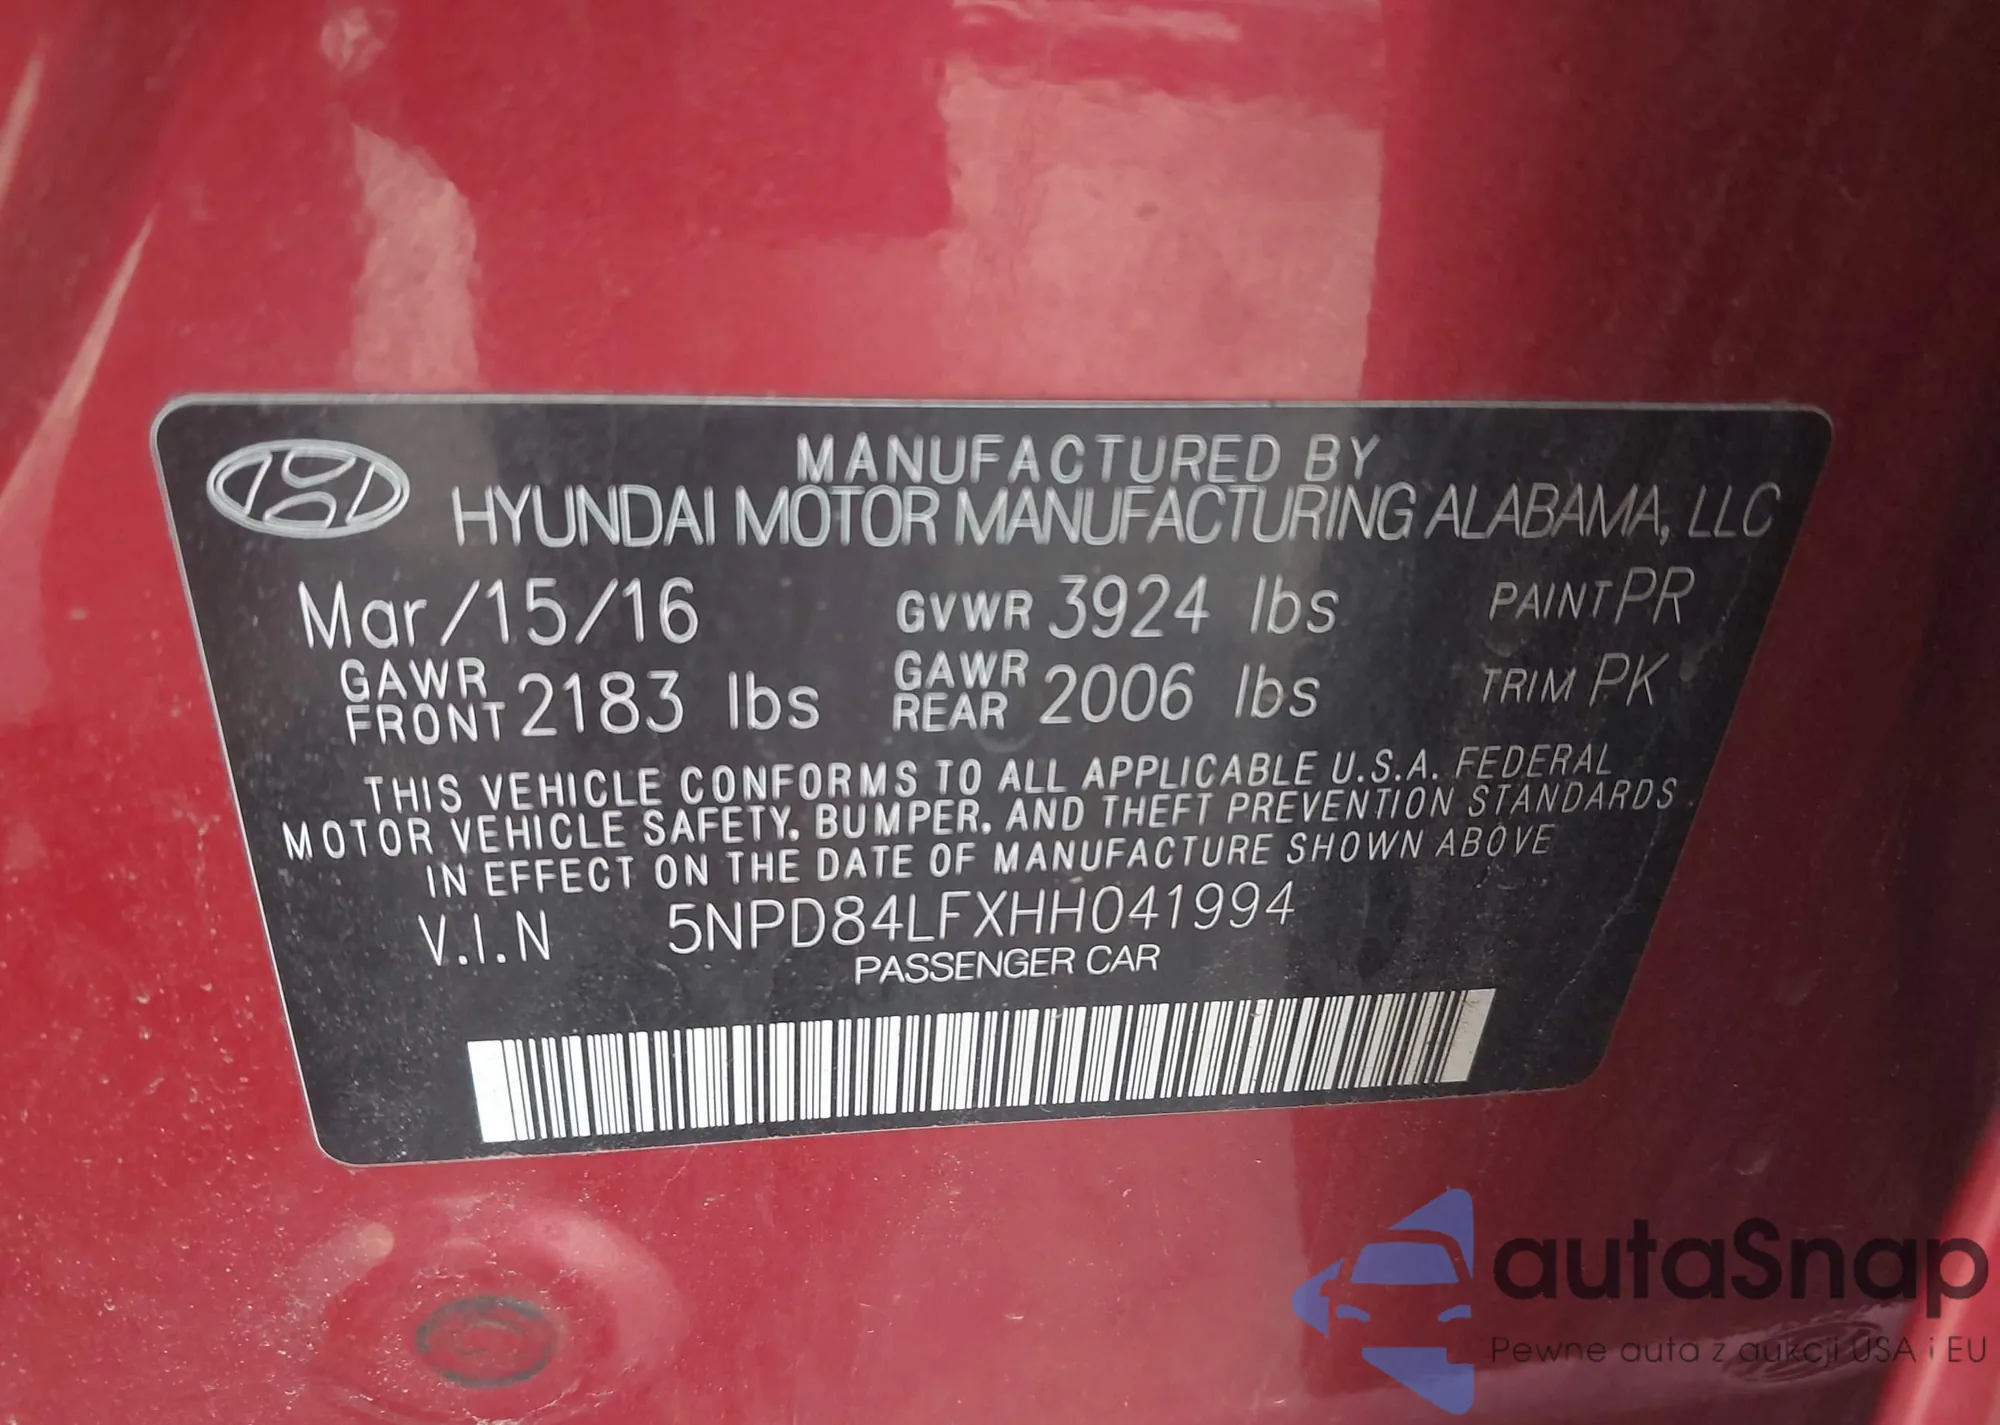 MANUFACTURED BY
HYUNDAI MOTOR MANUFACTURING ALABAMA, LLC
Mar/15/16 GVWR 3924 lbs PAINT PR
GAWR FRONT 2183 lbs GAWR REAR 2006 lbs TRIM PK
THIS VEHICLE CONFORMS TO ALL APPLICABLE U.S.A. FEDERAL
MOTOR VEHICLE SAFETY, BUMPER, AND THEFT PREVENTION STANDARDS
IN EFFECT ON THE DATE OF MANUFACTURE SHOWN ABOVE
V.I.N 5NPD84LFXHH041994
PASSENGER CAR
autaSnap
Pewne auta z aukcji USA i EU